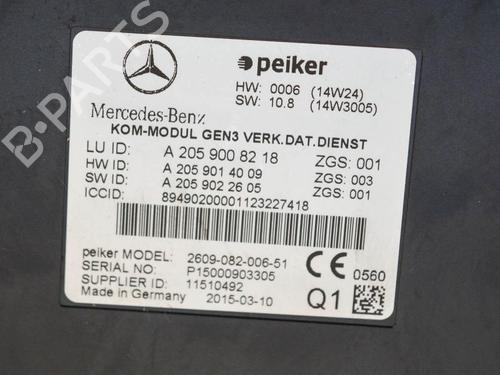 B-PARTS
peiker
HW: 0006 (14W24)
SW: 10.8 (14W3005)
Mercedes-Benz
KOM-MODUL GEN3 VERK.DAT.DIENST
LU ID: A 205 900 82 18 ZGS: 001
HW ID: A 205 901 40 09 ZGS: 003
SW ID: A 205 902 26 05 ZGS: 001
ICCID: 89490200001123227418
peiker MODEL: 2609-082-006-51
SERIAL NO: P15000903305
SUPPLIER ID: 11510492
Made in Germany 2015-03-10
CE 0560
Q1